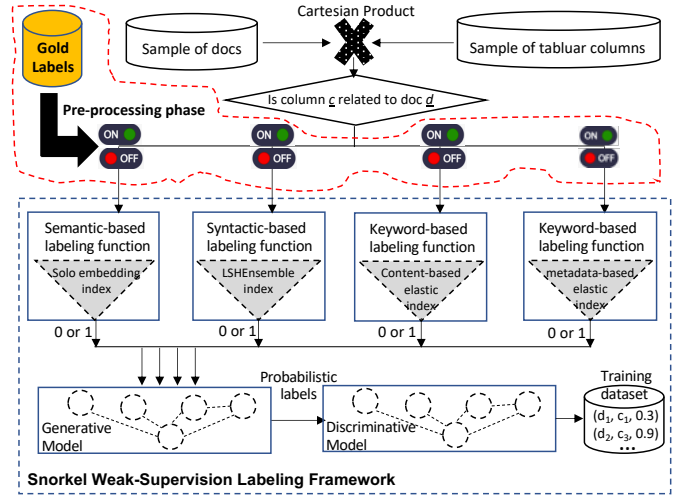 Cartesian Product
Gold
Labels
Sample of docs
Sample of tabluar columns
Is column c related to doc d
Pre-processing phase
ON
OFF
ON
OFF
ON
OFF
ON
OFF
Semantic-based
labeling function
Solo embedding
index
Syntactic-based
labeling function
LSHEnsemble
index
Keyword-based
labeling function
Content-based
elastic
index
Keyword-based
labeling function
metadata-based
elastic
index
0 or 1
0 or 1
0 or 1
0 or 1
Generative
Model
Probabilistic
labels
Discriminative
Model
Training
dataset
(d₁, c₁, 0.3)
(d₂, c₃, 0.9)
...
Snorkel Weak-Supervision Labeling Framework